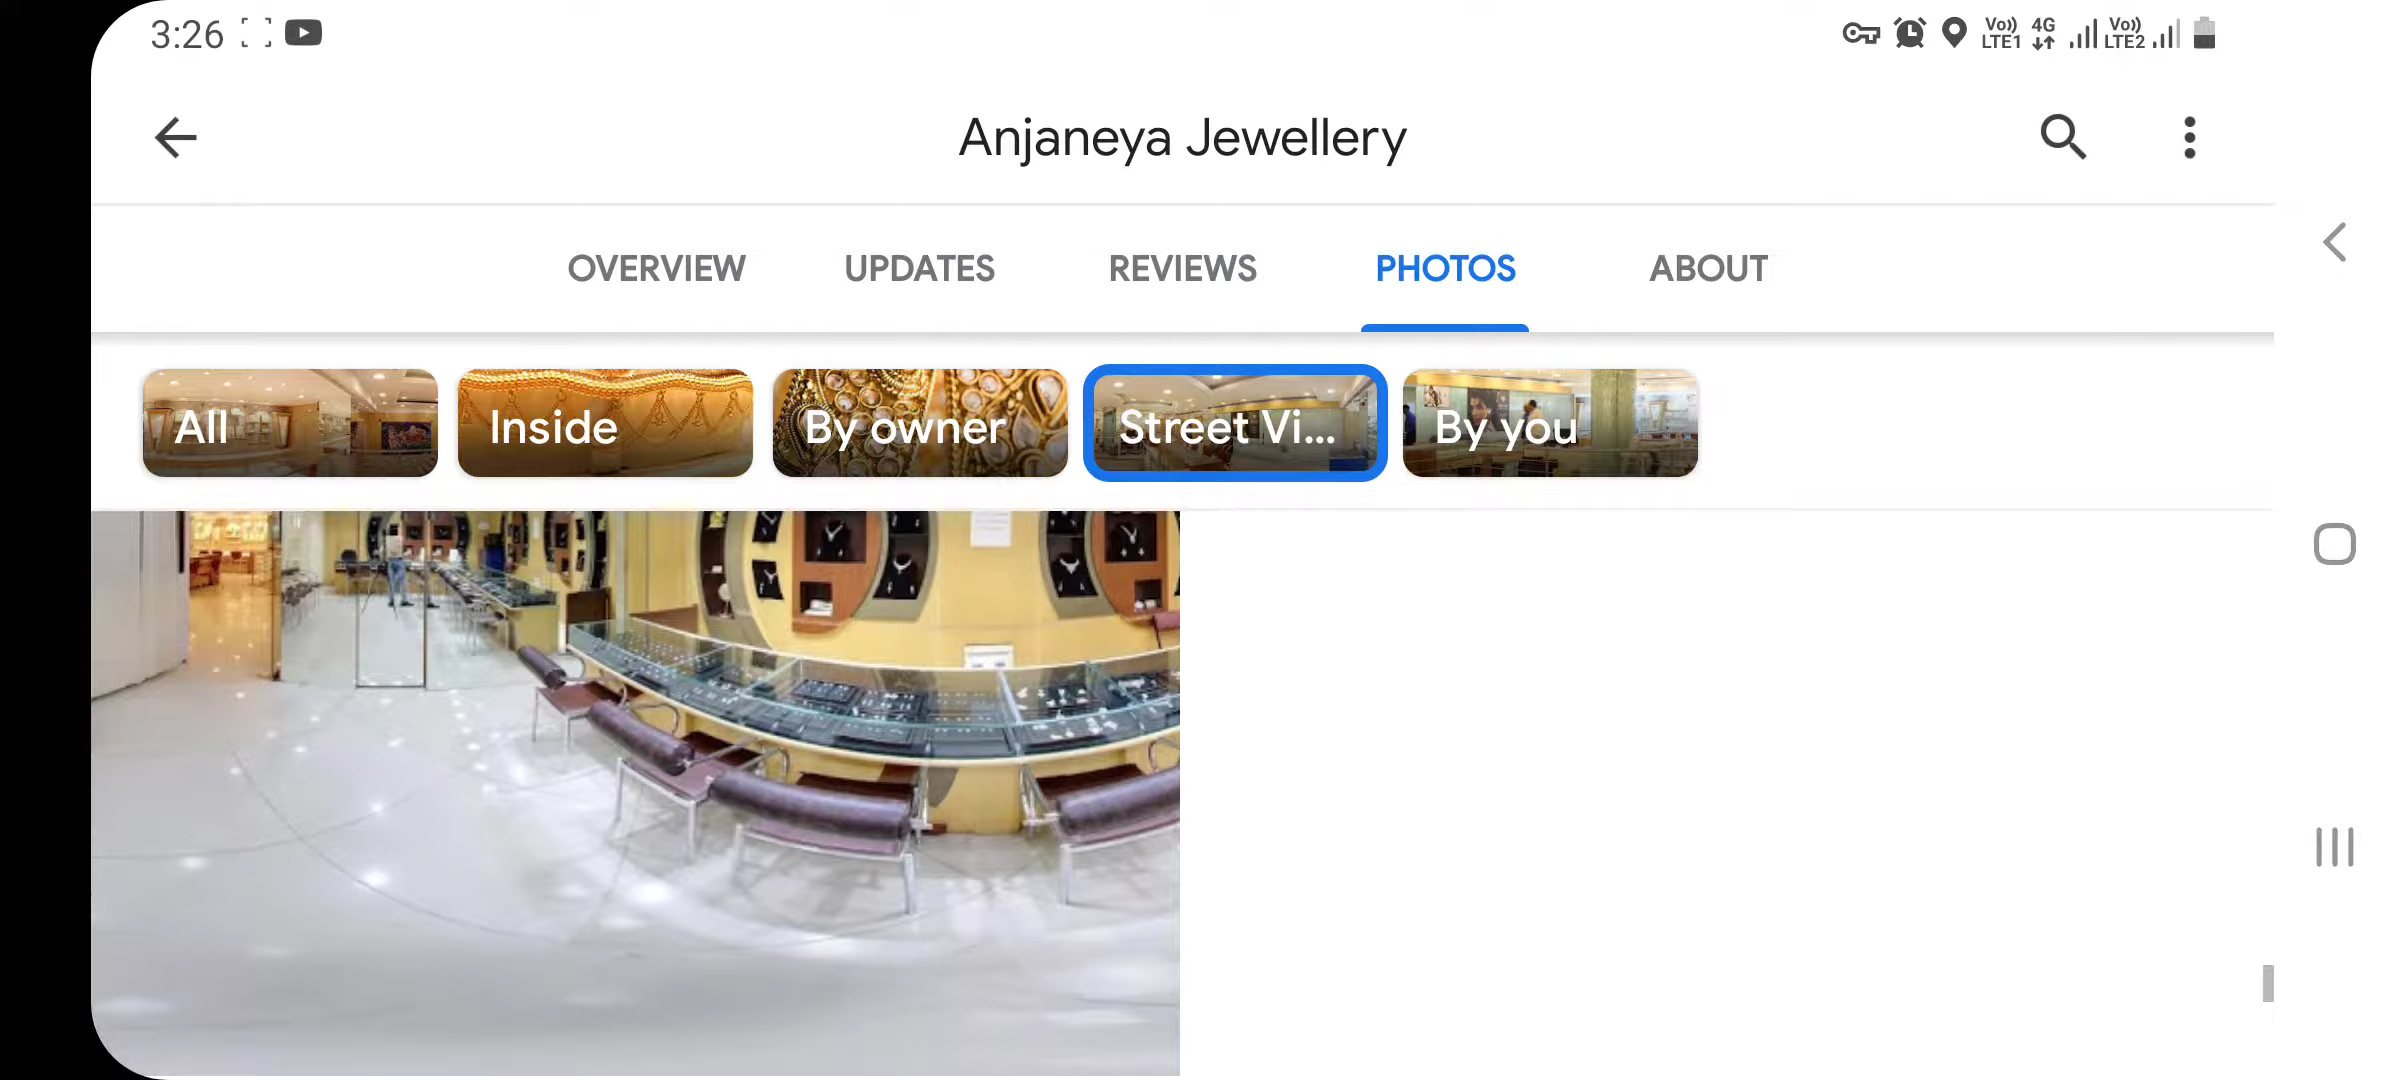 3:26
Vo)) LTE1 4G Vo)) LTE2
Anjaneya Jewellery
OVERVIEW UPDATES REVIEWS PHOTOS ABOUT
All Inside By owner Street Vi... By you